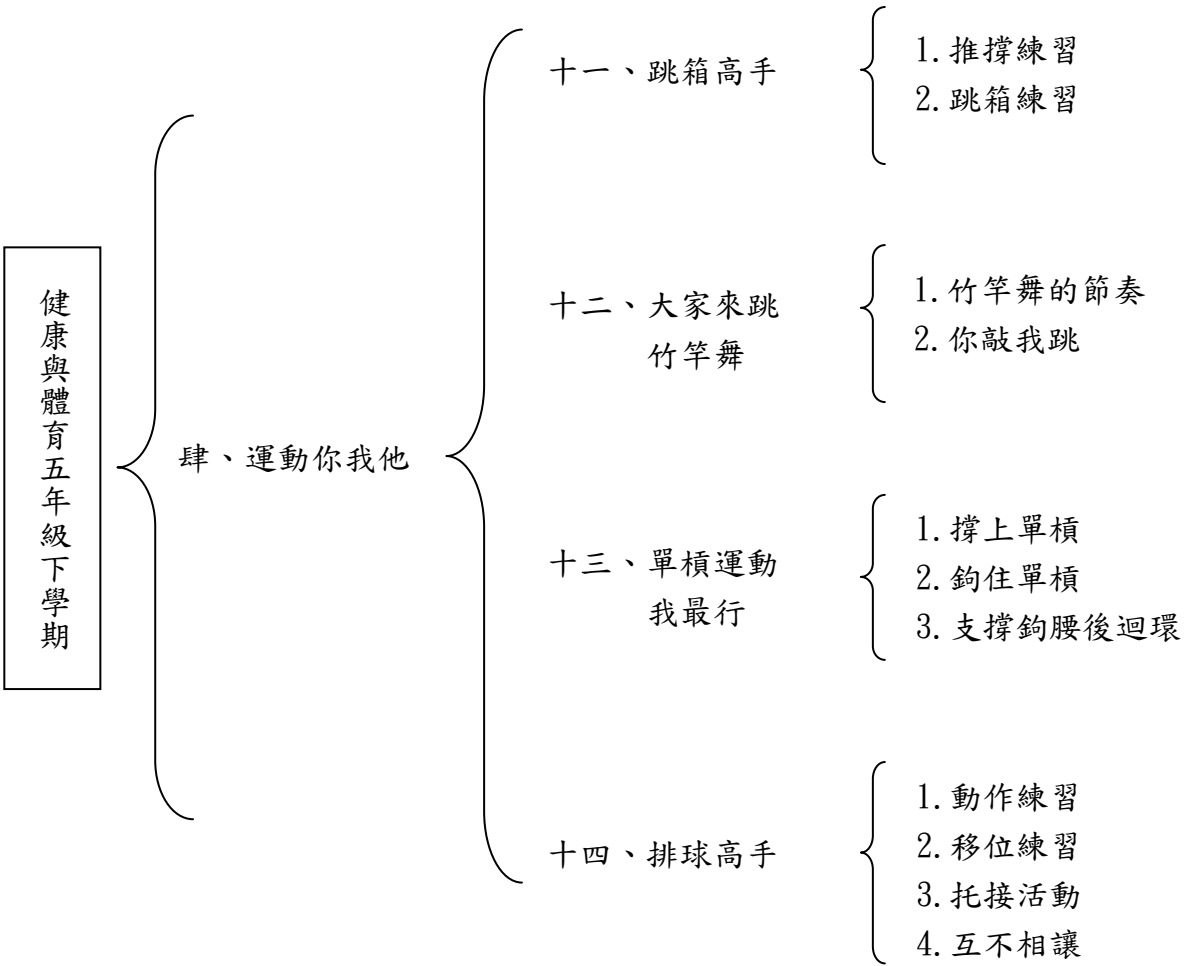 健康與體育五年級下學期
肆、運動你我他
十一、跳箱高手
1.推撐練習
2.跳箱練習
十二、大家來跳
竹竿舞
1.竹竿舞的節奏
2.你敲我跳
十三、單槓運動
我最行
1.撐上單槓
2.鉤住單槓
3.支撐鉤腰後迴環
十四、排球高手
1.動作練習
2.移位練習
3.托接活動
4.互不相讓